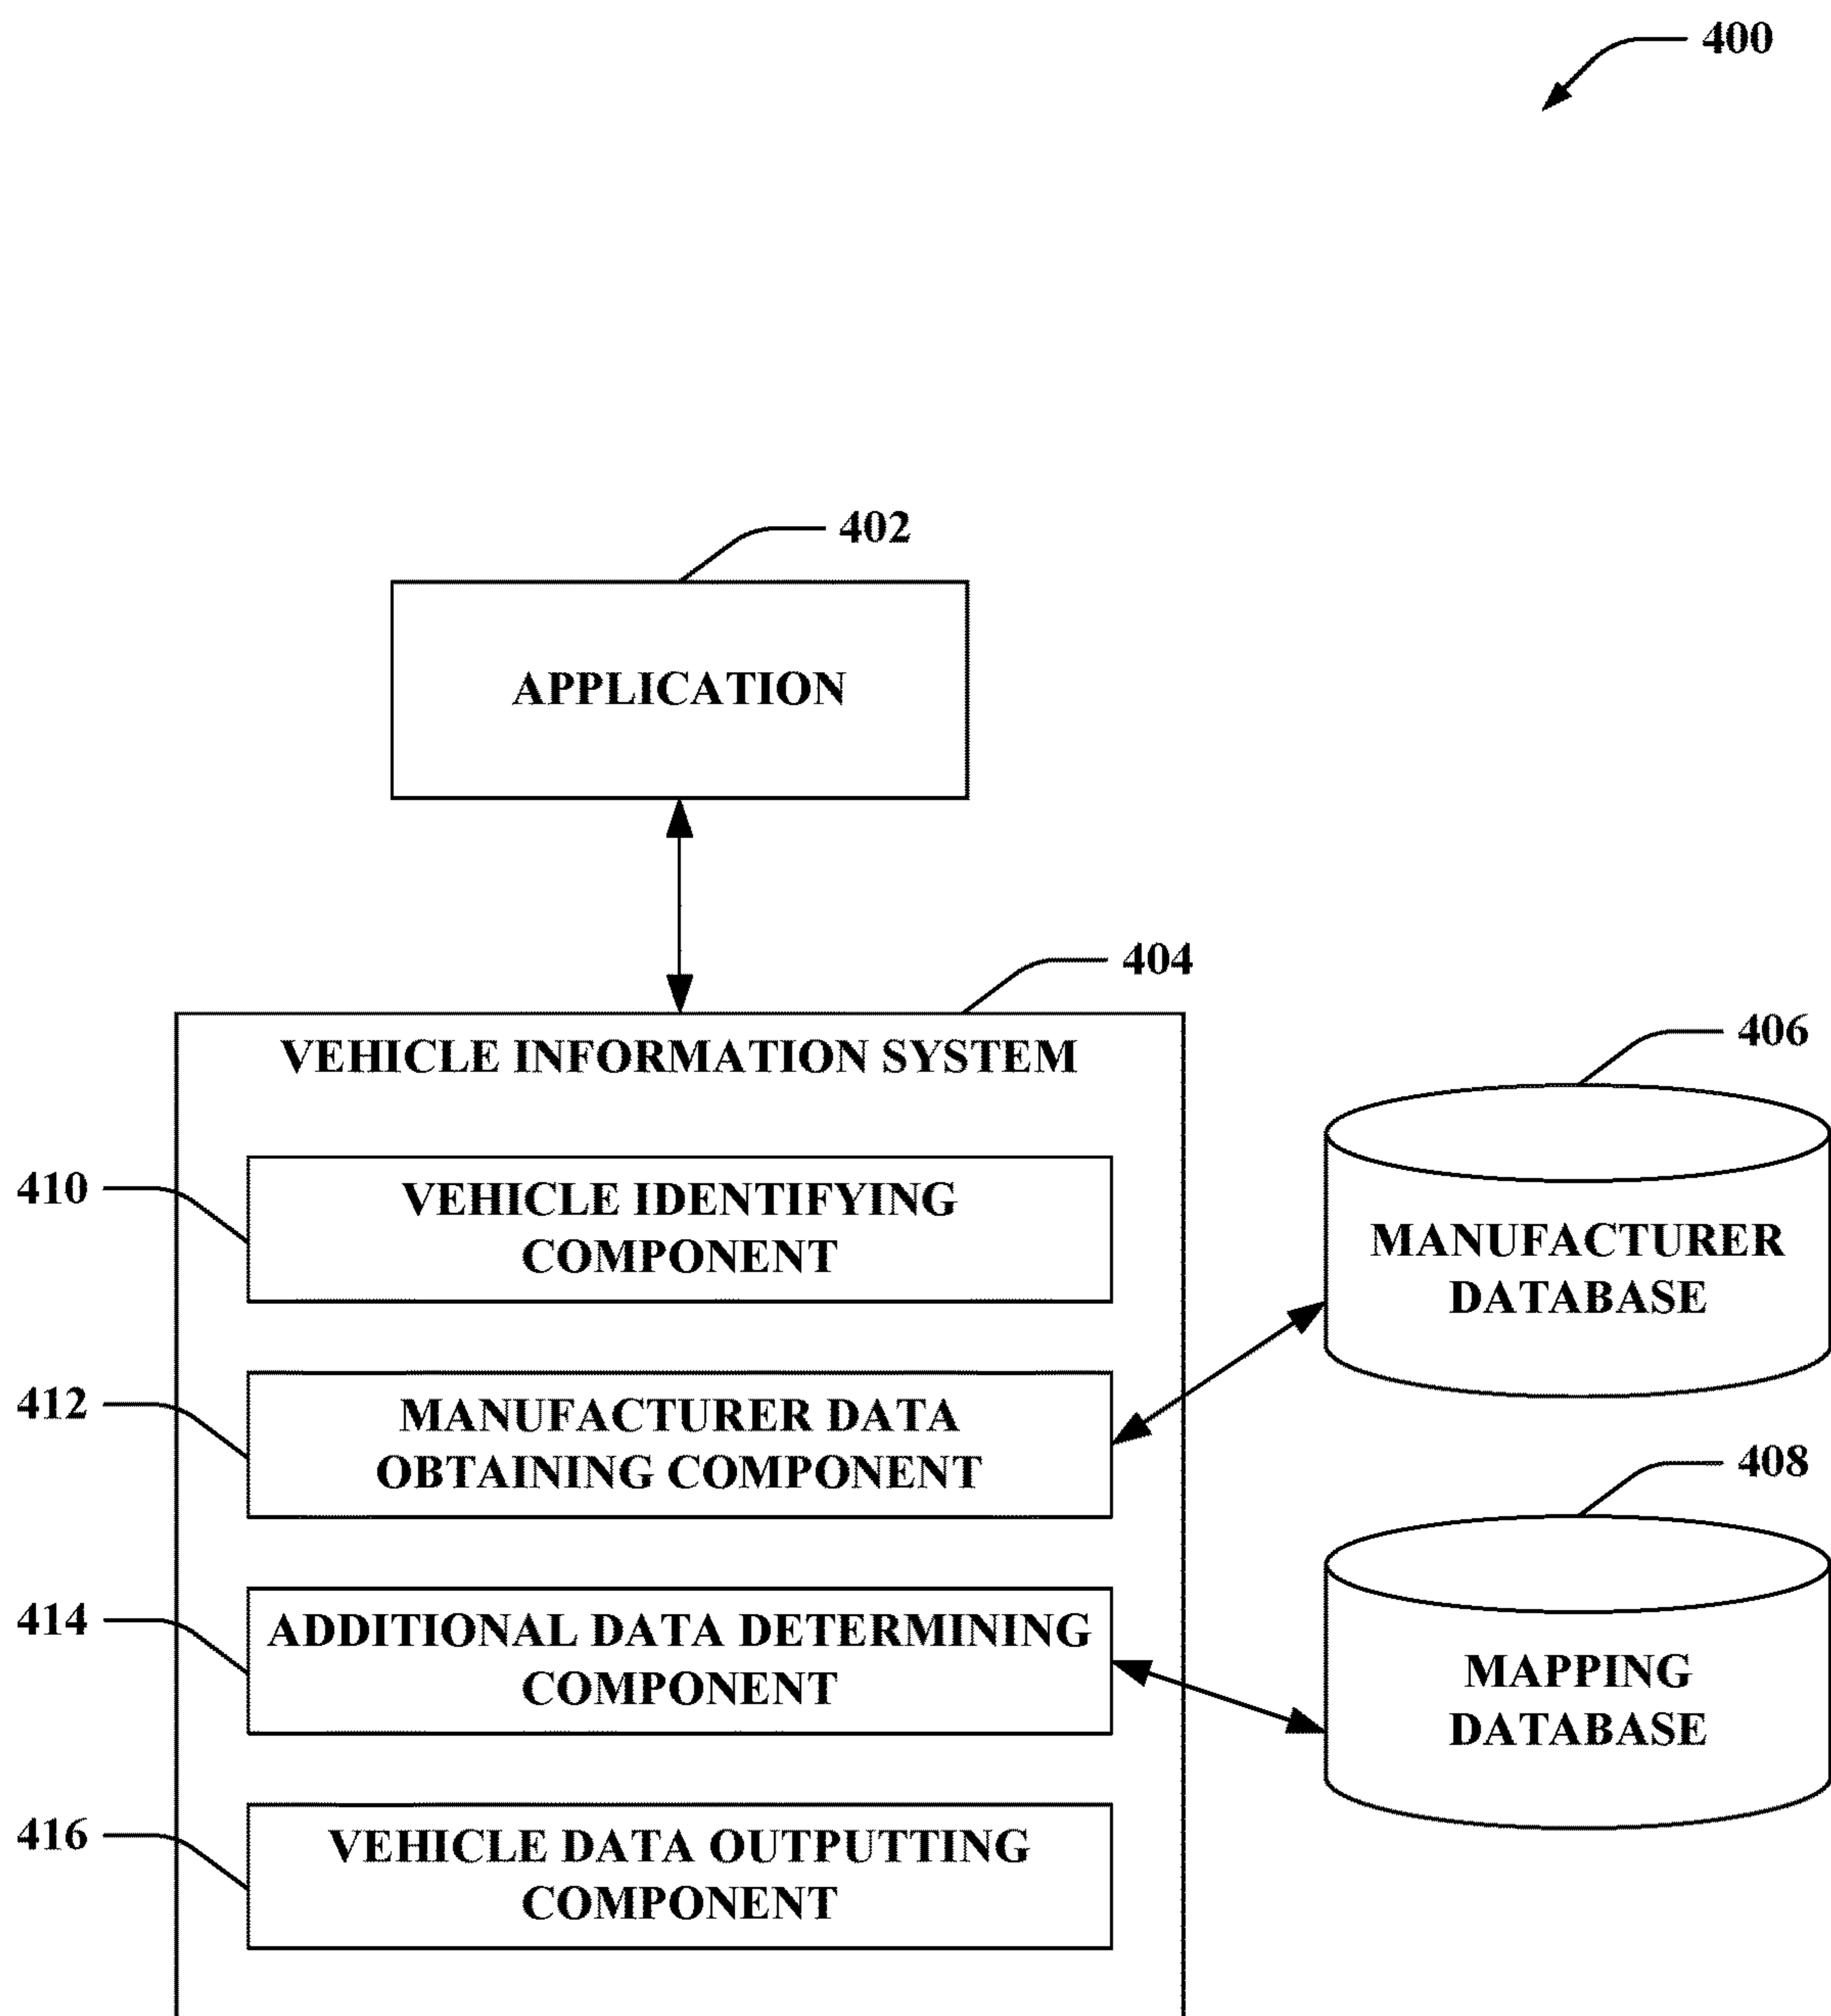 400
402
APPLICATION
404
VEHICLE INFORMATION SYSTEM
406
410
VEHICLE IDENTIFYING
COMPONENT
MANUFACTURER
DATABASE
412
MANUFACTURER DATA
OBTAINING COMPONENT
408
414
ADDITIONAL DATA DETERMINING
COMPONENT
MAPPING
DATABASE
416
VEHICLE DATA OUTPUTTING
COMPONENT